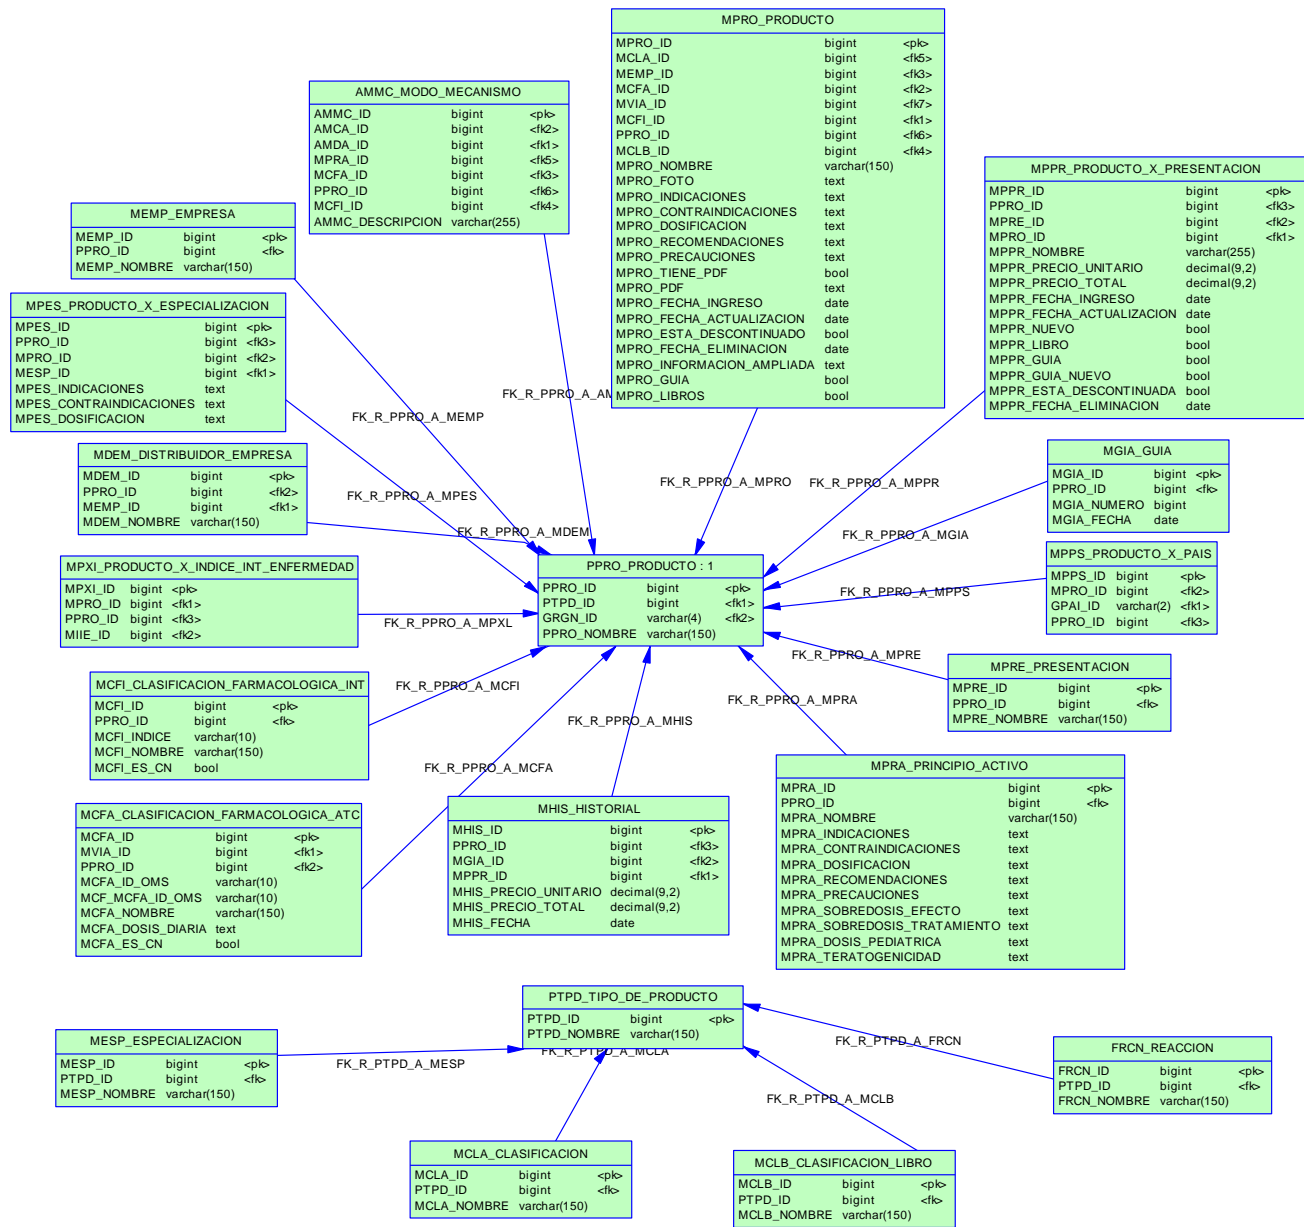 MPRO_PRODUCTO
MPRO_ID bigint <pk>
MCLA_ID bigint <fk5>
MEMP_ID bigint <fk3>
MCFA_ID bigint <fk2>
MVIA_ID bigint <fk7>
MCFI_ID bigint <fk1>
PPRO_ID bigint <fk6>
MCLB_ID bigint <fk4>
MPRO_NOMBRE varchar(150)
MPRO_FOTO text
MPRO_INDICACIONES text
MPRO_CONTRAINDICACIONES text
MPRO_DOSIFICACION text
MPRO_RECOMENDACIONES text
MPRO_PRECAUCIONES text
MPRO_TIENE_PDF bool
MPRO_PDF text
MPRO_FECHA_INGRESO date
MPRO_FECHA_ACTUALIZACION date
MPRO_ESTA_DESCONTINUADO bool
MPRO_FECHA_ELIMINACION date
MPRO_INFORMACION_AMPLIADA text
MPRO_GUIA bool
MPRO_LIBROS bool
AMMC_MODO_MECANISMO
AMMC_ID bigint <pk>
AMCA_ID bigint <fk2>
AMDA_ID bigint <fk1>
MPRA_ID bigint <fk5>
MCFA_ID bigint <fk3>
PPRO_ID bigint <fk6>
MCFI_ID bigint <fk4>
AMMC_DESCRIPCION varchar(255)
MPPR_PRODUCTO_X_PRESENTACION
MPPR_ID bigint <pk>
PPRO_ID bigint <fk3>
MPRE_ID bigint <fk2>
MPRO_ID bigint <fk1>
MPPR_NOMBRE varchar(255)
MPPR_PRECIO_UNITARIO decimal(9,2)
MPPR_PRECIO_TOTAL decimal(9,2)
MPPR_FECHA_INGRESO date
MPPR_FECHA_ACTUALIZACION date
MPPR_NUEVO bool
MPPR_LIBRO bool
MPPR_GUIA bool
MPPR_GUIA_NUEVO bool
MPPR_ESTA_DESCONTINUADA bool
MPPR_FECHA_ELIMINACION date
MEMP_EMPRESA
MEMP_ID bigint <pk>
PPRO_ID bigint <fk>
MEMP_NOMBRE varchar(150)
MPES_PRODUCTO_X_ESPECIALIZACION
MPES_ID bigint <pk>
PPRO_ID bigint <fk3>
MPRO_ID bigint <fk2>
MESP_ID bigint <fk1>
MPES_INDICACIONES text
MPES_CONTRAINDICACIONES text
MPES_DOSIFICACION text
FK_R_PPRO_A_MEMP
FK_R_PPRO_A_AM
MDEM_DISTRIBUIDOR_EMPRESA
MDEM_ID bigint <pk>
PPRO_ID bigint <fk2>
MEMP_ID bigint <fk1>
MDEM_NOMBRE varchar(150)
FK_R_PPRO_A_MPES
FK_R_PPRO_A_MDEM
FK_R_PPRO_A_MPRO
FK_R_PPRO_A_MPPR
FK_R_PPRO_A_MGIA
MGIA_GUIA
MGIA_ID bigint <pk>
PPRO_ID bigint <fk>
MGIA_NUMERO bigint
MGIA_FECHA date
MPXI_PRODUCTO_X_INDICE_INT_ENFERMEDAD
MPXI_ID bigint <pk>
MPRO_ID bigint <fk1>
PPRO_ID bigint <fk3>
MIIE_ID bigint <fk2>
FK_R_PPRO_A_MPXL
PPRO_PRODUCTO : 1
PPRO_ID bigint <pk>
PTPD_ID bigint <fk1>
GRGN_ID varchar(4) <fk2>
PPRO_NOMBRE varchar(150)
FK_R_PPRO_A_MPPS
MPPS_PRODUCTO_X_PAIS
MPPS_ID bigint <pk>
MPRO_ID bigint <fk2>
GPAI_ID varchar(2) <fk1>
PPRO_ID bigint <fk3>
FK_R_PPRO_A_MPRE
MPRE_PRESENTACION
MPRE_ID bigint <pk>
PPRO_ID bigint <fk>
MPRE_NOMBRE varchar(150)
MCFI_CLASIFICACION_FARMACOLOGICA_INT
MCFI_ID bigint <pk>
PPRO_ID bigint <fk>
MCFI_INDICE varchar(10)
MCFI_NOMBRE varchar(150)
MCFI_ES_CN bool
FK_R_PPRO_A_MCFI
FK_R_PPRO_A_MHIS
FK_R_PPRO_A_MPRA
FK_R_PPRO_A_MCFA
MCFA_CLASIFICACION_FARMACOLOGICA_ATC
MCFA_ID bigint <pk>
MVIA_ID bigint <fk1>
PPRO_ID bigint <fk2>
MCFA_ID_OMS varchar(10)
MCF_MCFA_ID_OMS varchar(10)
MCFA_NOMBRE varchar(150)
MCFA_DOSIS_DIARIA text
MCFA_ES_CN bool
MHIS_HISTORIAL
MHIS_ID bigint <pk>
PPRO_ID bigint <fk3>
MGIA_ID bigint <fk2>
MPPR_ID bigint <fk1>
MHIS_PRECIO_UNITARIO decimal(9,2)
MHIS_PRECIO_TOTAL decimal(9,2)
MHIS_FECHA date
MPRA_PRINCIPIO_ACTIVO
MPRA_ID bigint <pk>
PPRO_ID bigint <fk>
MPRA_NOMBRE varchar(150)
MPRA_INDICACIONES text
MPRA_CONTRAINDICACIONES text
MPRA_DOSIFICACION text
MPRA_RECOMENDACIONES text
MPRA_PRECAUCIONES text
MPRA_SOBREDOSIS_EFECTO text
MPRA_SOBREDOSIS_TRATAMIENTO text
MPRA_DOSIS_PEDIATRICA text
MPRA_TERATOGENICIDAD text
PTPD_TIPO_DE_PRODUCTO
PTPD_ID bigint <pk>
PTPD_NOMBRE varchar(150)
MESP_ESPECIALIZACION
MESP_ID bigint <pk>
PTPD_ID bigint <fk>
MESP_NOMBRE varchar(150)
FK_R_PTPD_A_MESP
FK_R_PTPD_A_MCLA
FK_R_PTPD_A_FRCN
FK_R_PTPD_A_MCLB
FRCN_REACCION
FRCN_ID bigint <pk>
PTPD_ID bigint <fk>
FRCN_NOMBRE varchar(150)
MCLA_CLASIFICACION
MCLA_ID bigint <pk>
PTPD_ID bigint <fk>
MCLA_NOMBRE varchar(150)
MCLB_CLASIFICACION_LIBRO
MCLB_ID bigint <pk>
PTPD_ID bigint <fk>
MCLB_NOMBRE varchar(150)